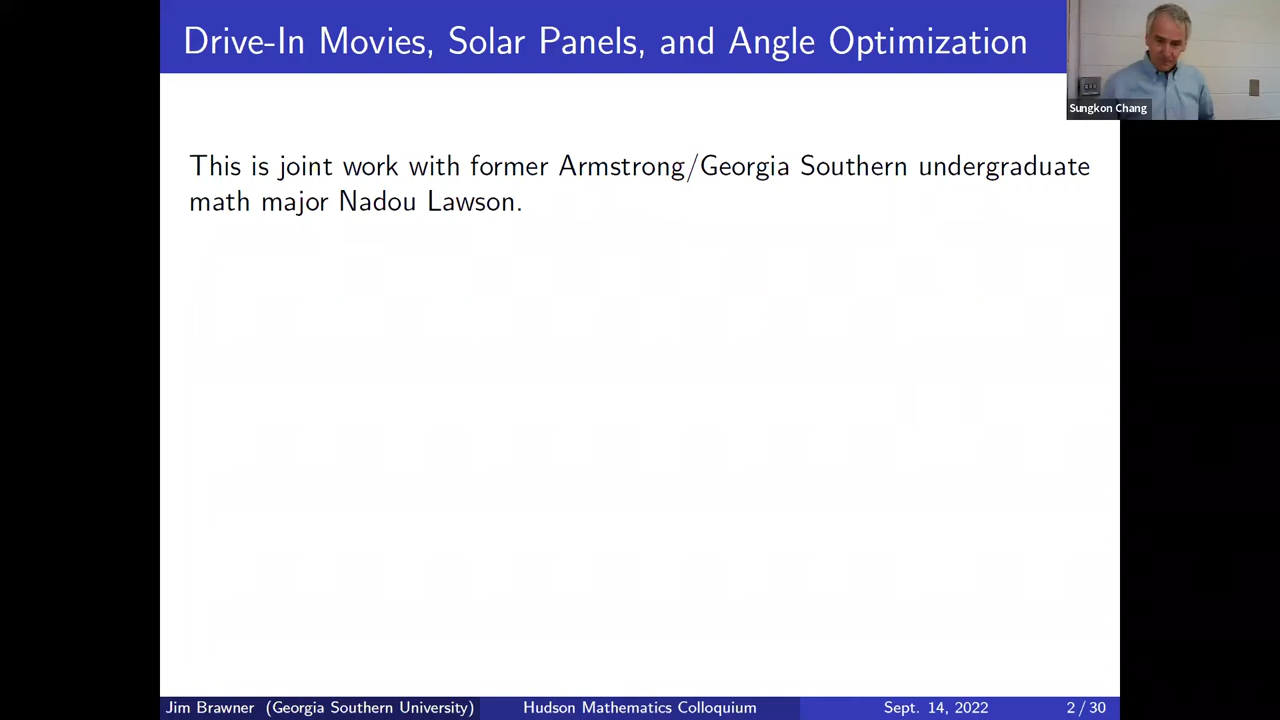 Drive-In Movies, Solar Panels, and Angle Optimization
Sungkon Chang
This is joint work with former Armstrong/Georgia Southern undergraduate
math major Nadou Lawson.
Jim Brawner (Georgia Southern University) Hudson Mathematics Colloquium Sept. 14, 2022 2 / 30